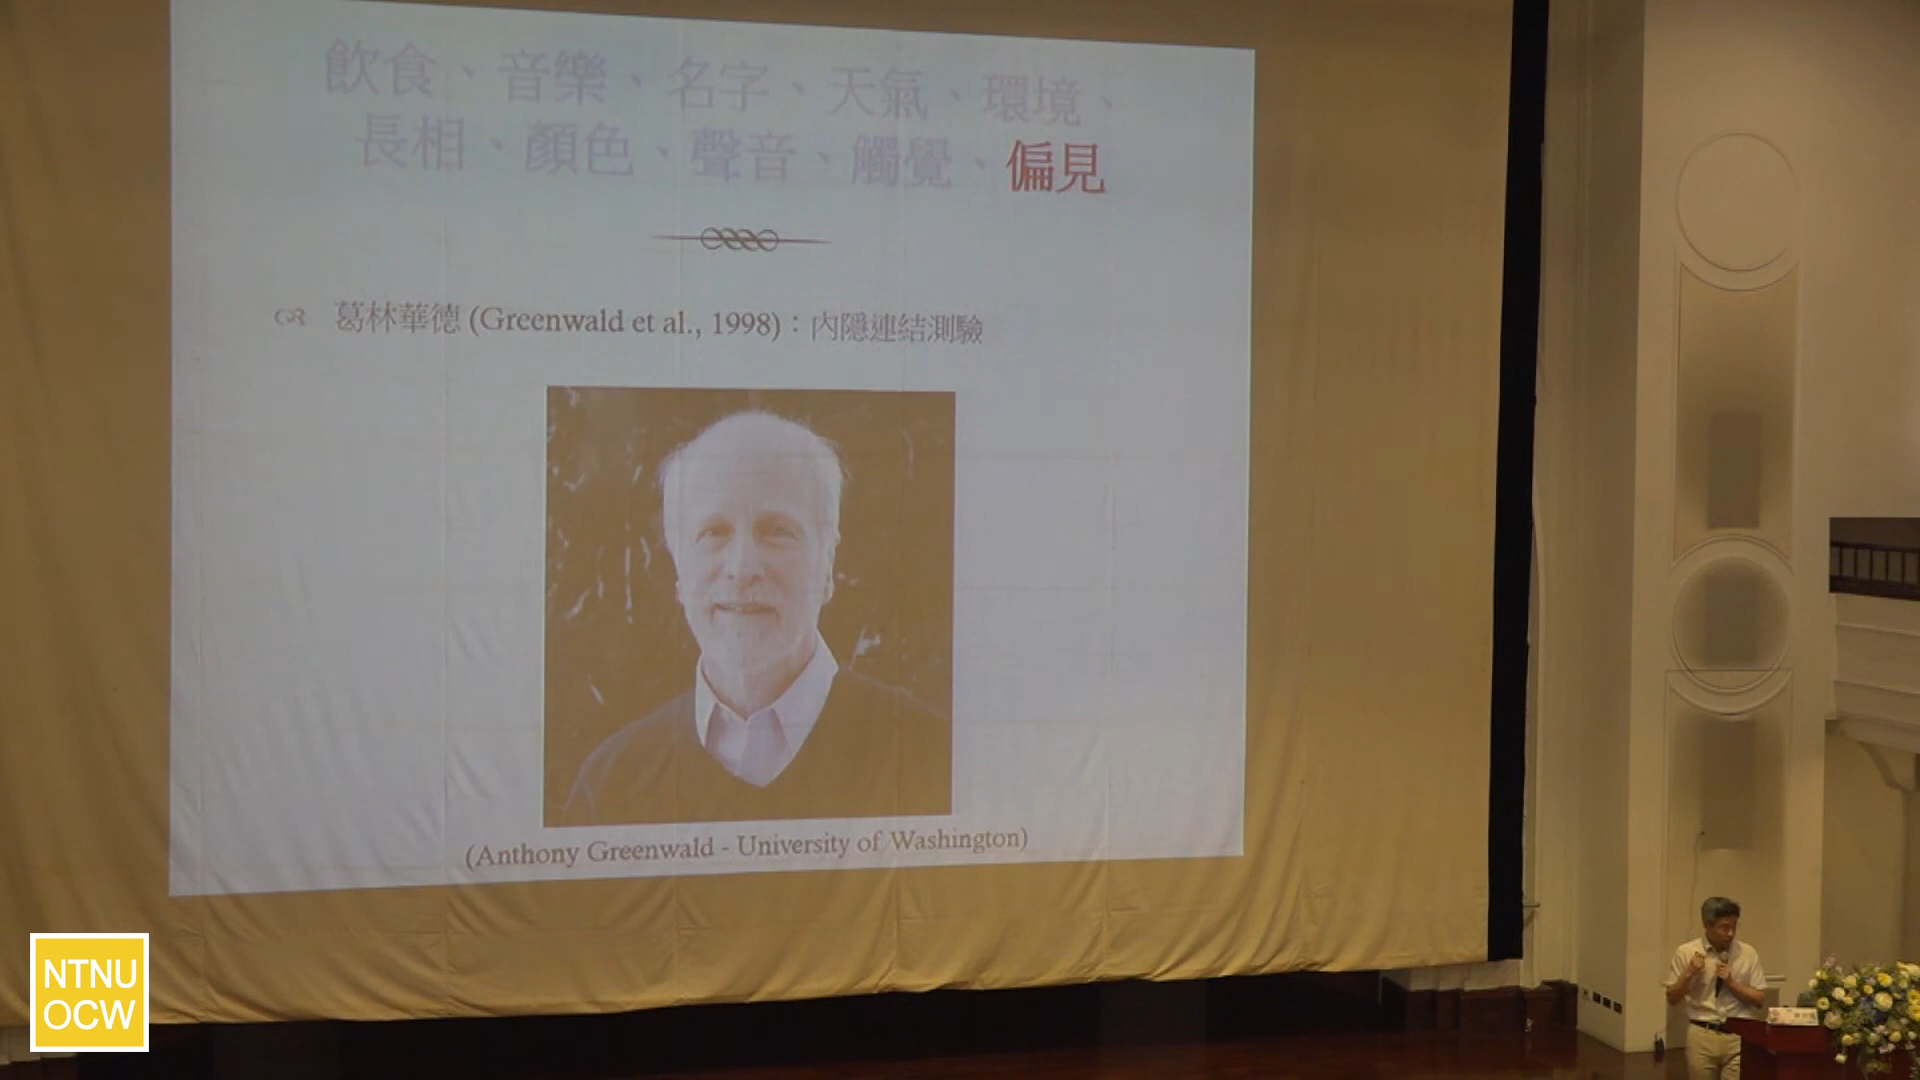 飲食、音樂、名字、天氣、環境、
長相、顏色、聲音、觸覺、偏見
葛林華德 (Greenwald et al., 1998)：內隱連結測驗
(Anthony Greenwald - University of Washington)
NTNU
OCW